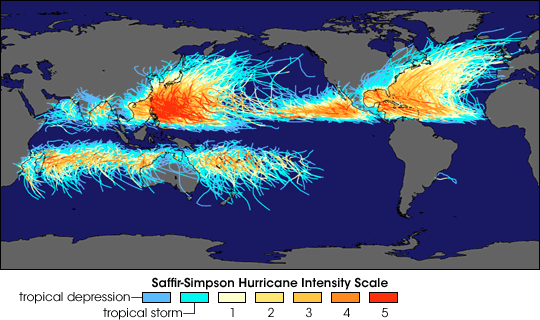 Saffir-Simpson Hurricane Intensity Scale
tropical depression
tropical storm 1 2 3 4 5